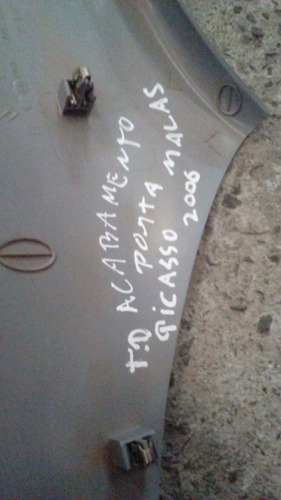 T.D ACABAMENTO
PORTA MALAS
PICASSO 2006